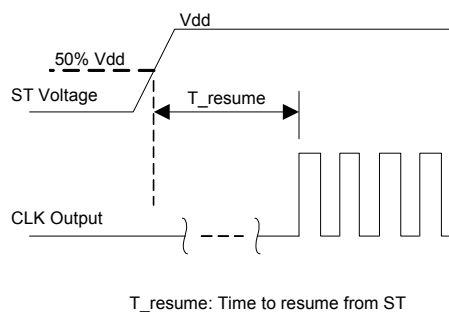 Vdd
50% Vdd
ST Voltage
T_resume
CLK Output
T_resume: Time to resume from ST